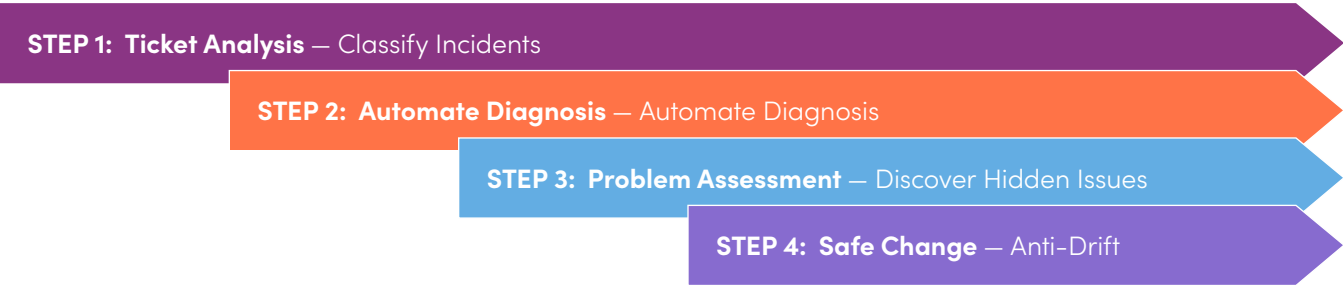 STEP 1: Ticket Analysis — Classify Incidents
STEP 2: Automate Diagnosis — Automate Diagnosis
STEP 3: Problem Assessment — Discover Hidden Issues
STEP 4: Safe Change — Anti-Drift